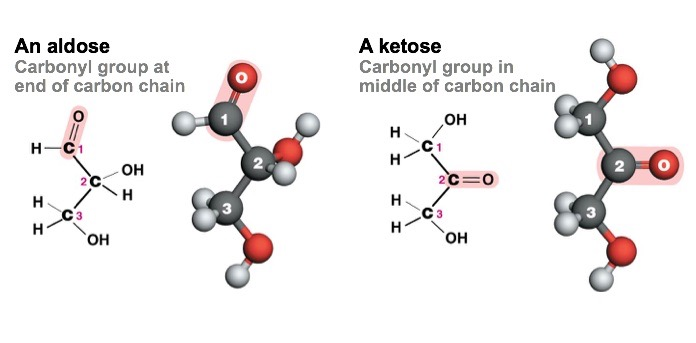 An aldose
Carbonyl group at
end of carbon chain
O
H C 1
2 C OH
H
H
C 3
H
OH
O
1
2
3
A ketose
Carbonyl group in
middle of carbon chain
OH
H
C 1
H
2 C O
H
C 3
H
OH
1
2 O
3